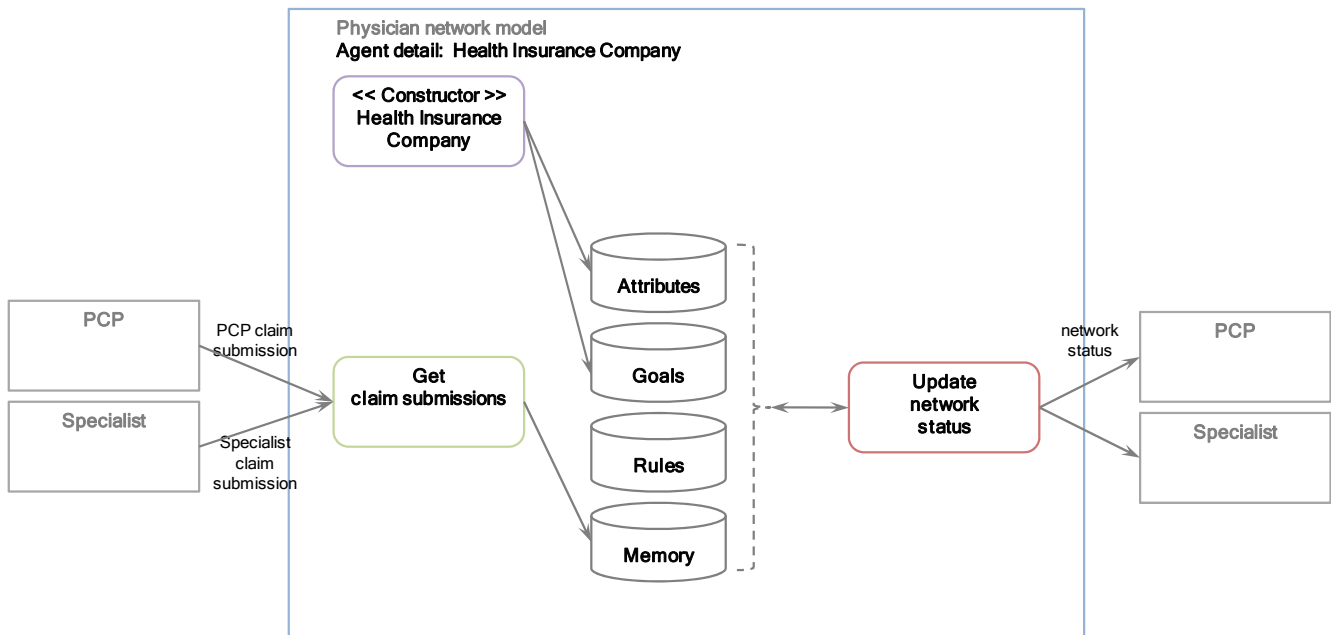 Physician network model
Agent detail:  Health Insurance Company
<< Constructor >>
Health Insurance
Company
Attributes
Goals
Rules
Memory
PCP
PCP claim
submission
Specialist
Specialist
claim
submission
Get
claim submissions
Update
network
status
network
status
PCP
Specialist